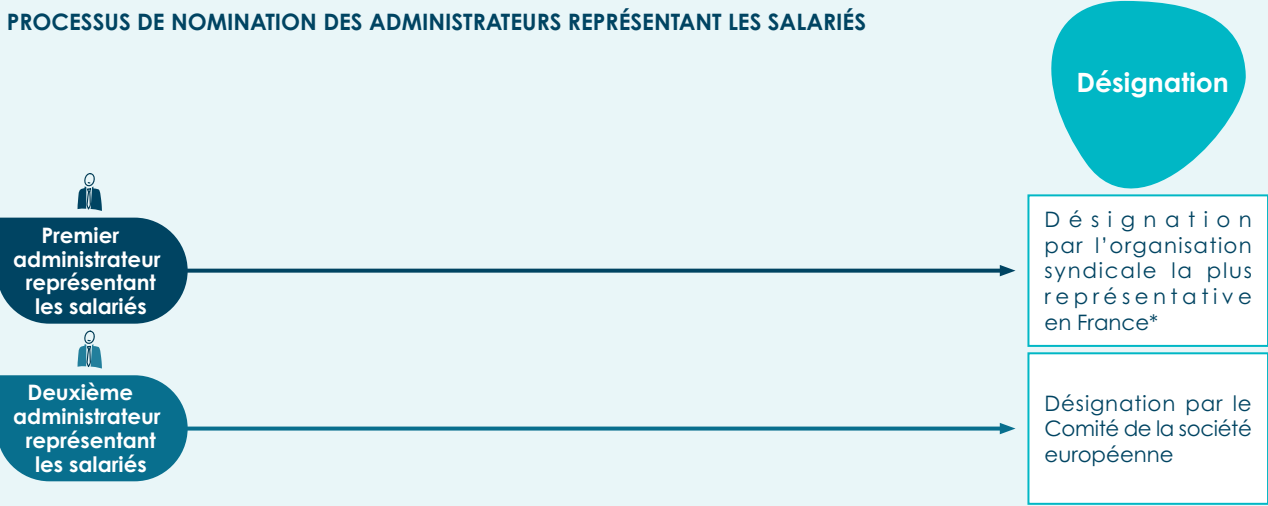 PROCESSUS DE NOMINATION DES ADMINISTRATEURS REPRÉSENTANT LES SALARIÉS
Désignation
Premier
administrateur
représentant
les salariés
Désignation
par l'organisation
syndicale la plus
représentative
en France*
Deuxième
administrateur
représentant
les salariés
Désignation par le
Comité de la société
européenne